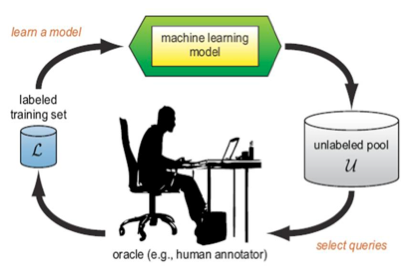 learn a model
machine learning
model
labeled
training set
ℒ
unlabeled pool
𝒰
oracle (e.g., human annotator)
select queries